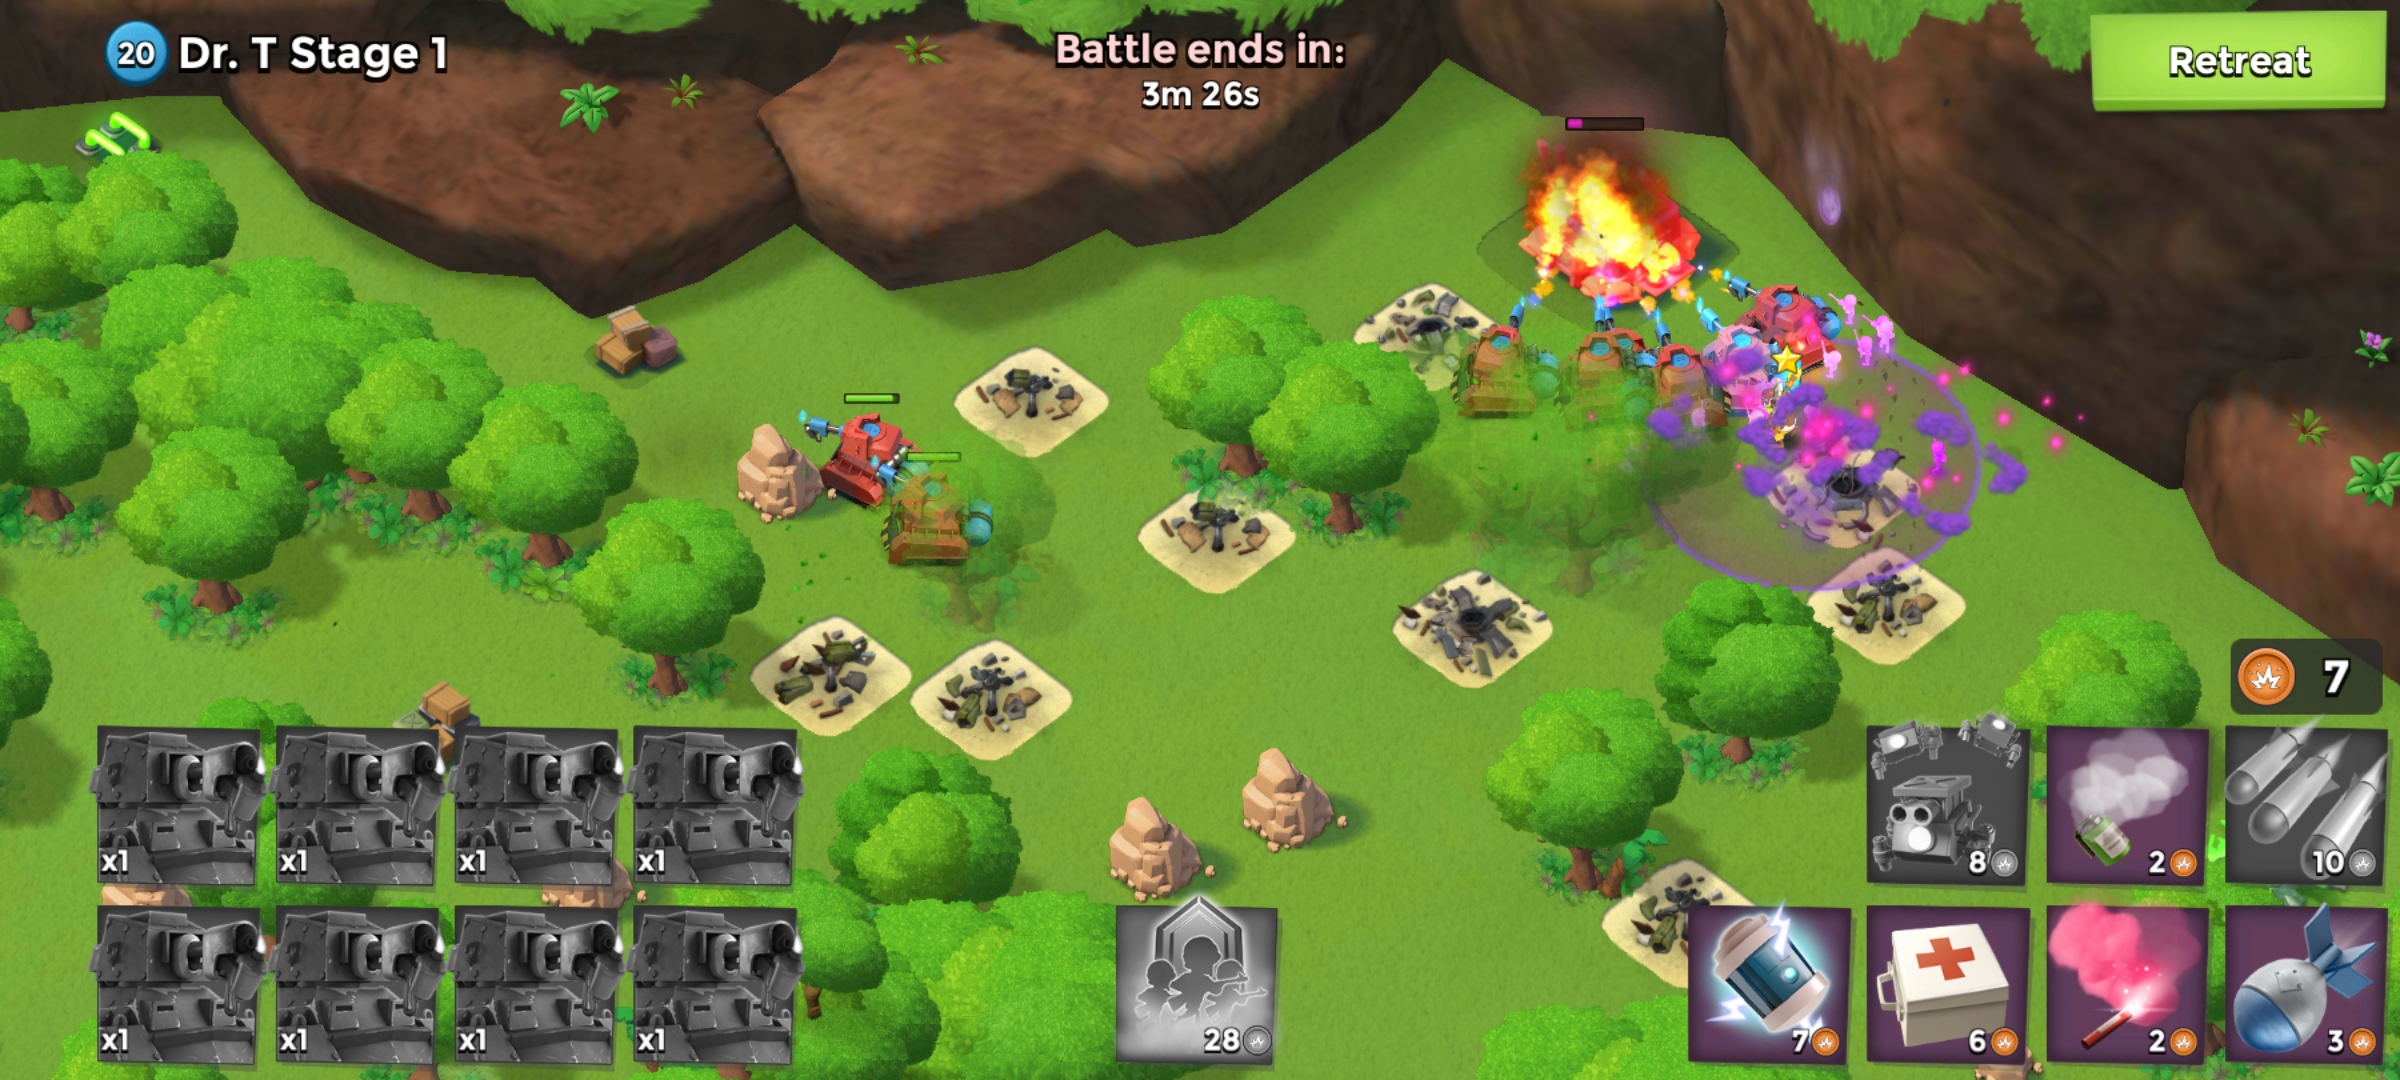 20 Dr. T Stage 1
Battle ends in:
3m 26s
Retreat
7
x1 x1 x1 x1
8 2 10
x1 x1 x1 x1
28
7 6 2 3